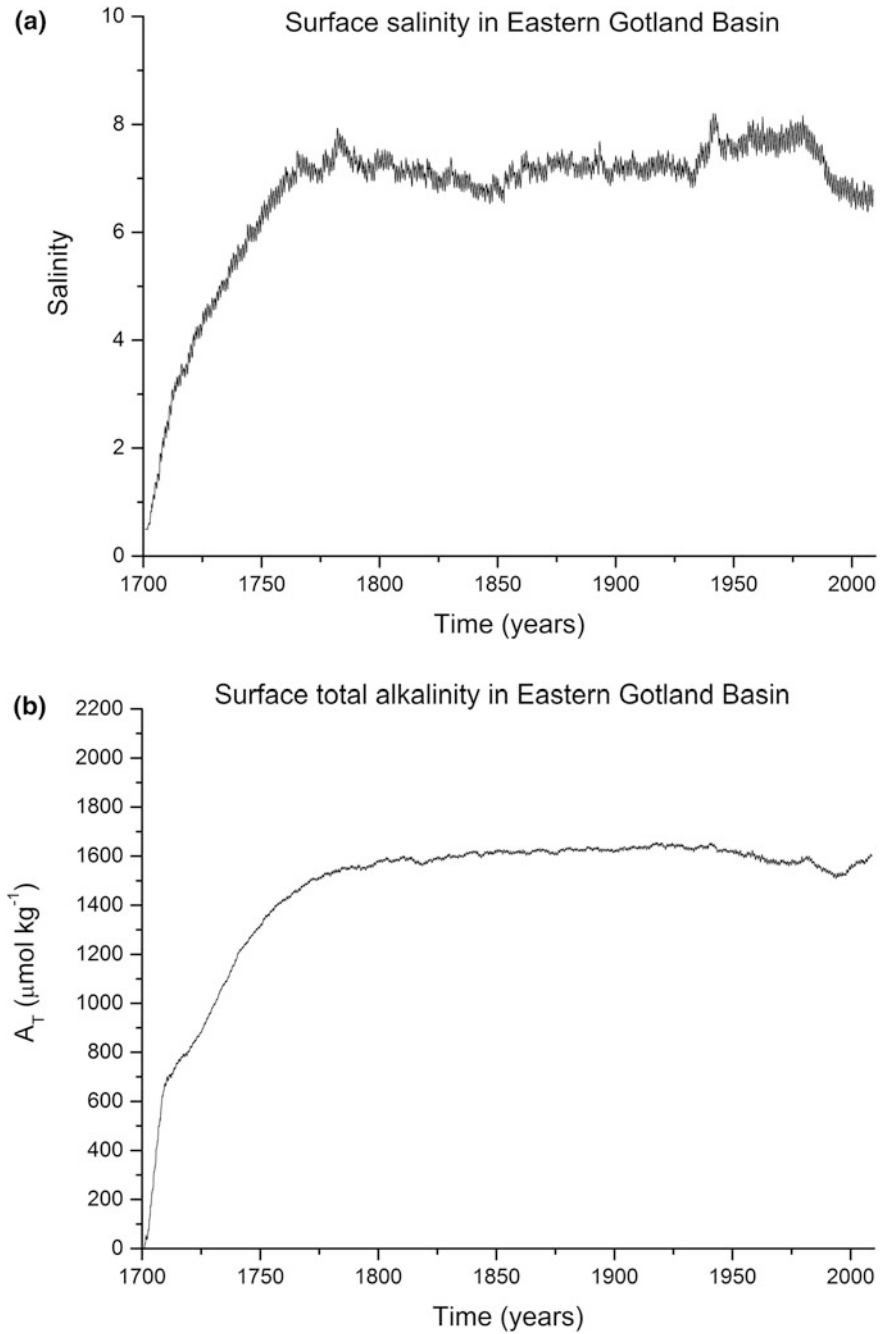 (a) Surface salinity in Eastern Gotland Basin
10
8
6
4
2
0
Salinity
1700 1750 1800 1850 1900 1950 2000
Time (years)
(b) Surface total alkalinity in Eastern Gotland Basin
2200
2000
1800
1600
1400
1200
1000
800
600
400
200
0
A_T (μmol kg⁻¹)
1700 1750 1800 1850 1900 1950 2000
Time (years)